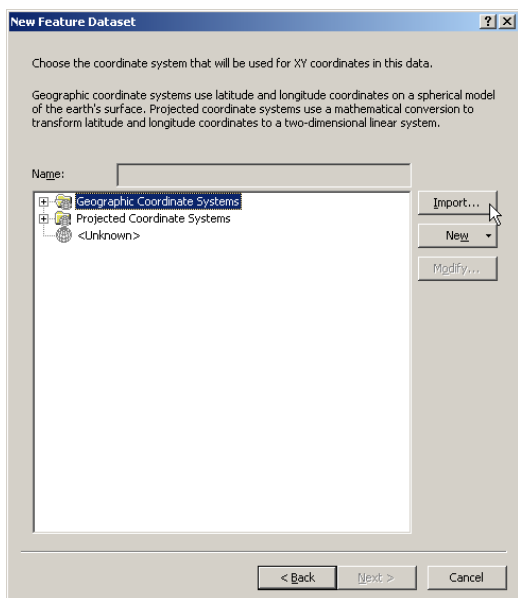 New Feature Dataset
Choose the coordinate system that will be used for XY coordinates in this data.
Geographic coordinate systems use latitude and longitude coordinates on a spherical model
of the earth's surface. Projected coordinate systems use a mathematical conversion to
transform latitude and longitude coordinates to a two-dimensional linear system.
Name:
Geographic Coordinate Systems
Projected Coordinate Systems
<Unknown>
Import...
New
Modify...
< Back
Next >
Cancel